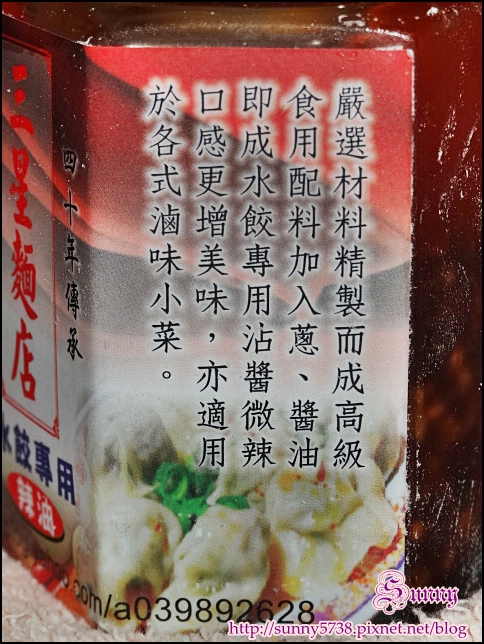 嚴選材料精製而成高級
食用配料加入蔥、醬油
即成水餃專用沾醬微辣
口感更增美味，亦適用
於各式滷味小菜。
四十年傳承
三星麵店
水餃專用
辣油
.com/a039892628
Sunny
http://sunny5738.pixnet.net/blog